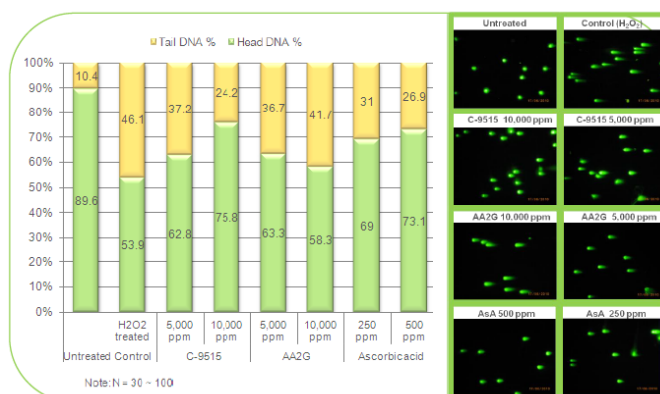 Tail DNA % Head DNA %
100%
90%
80%
70%
60%
50%
40%
30%
20%
10%
0%
10.4 46.1 37.2 24.2 36.7 41.7 31 26.9
89.6 53.9 62.8 75.8 63.3 58.3 69 73.1
H2O2 treated 5,000 ppm 10,000 ppm 5,000 ppm 10,000 ppm 250 ppm 500 ppm
Untreated Control C-9515 AA2G Ascorbicacid
Note: N = 30 ~ 100
Untreated Control (H₂O₂)
C-9515 10,000 ppm C-9515 5,000 ppm
AA2G 10,000 ppm AA2G 5,000 ppm
AsA 500 ppm AsA 250 ppm